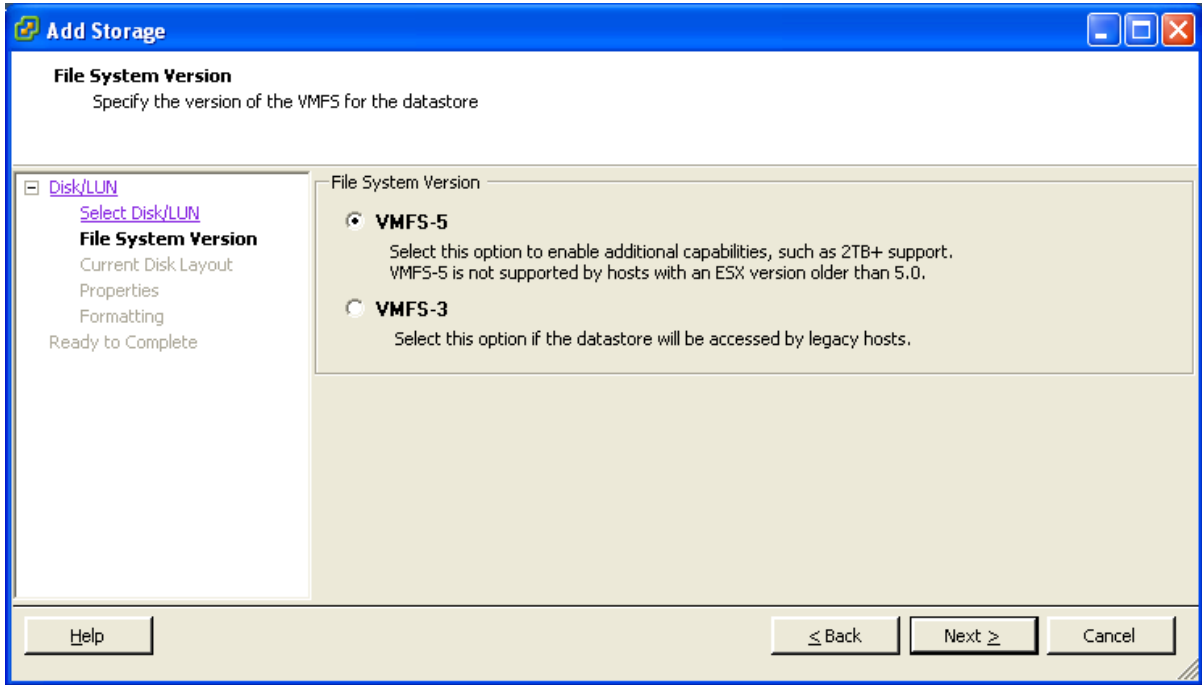 Add Storage
File System Version
Specify the version of the VMFS for the datastore
Disk/LUN
Select Disk/LUN
File System Version
Current Disk Layout
Properties
Formatting
Ready to Complete
File System Version
VMFS-5
Select this option to enable additional capabilities, such as 2TB+ support.
VMFS-5 is not supported by hosts with an ESX version older than 5.0.
VMFS-3
Select this option if the datastore will be accessed by legacy hosts.
Help
< Back
Next >
Cancel